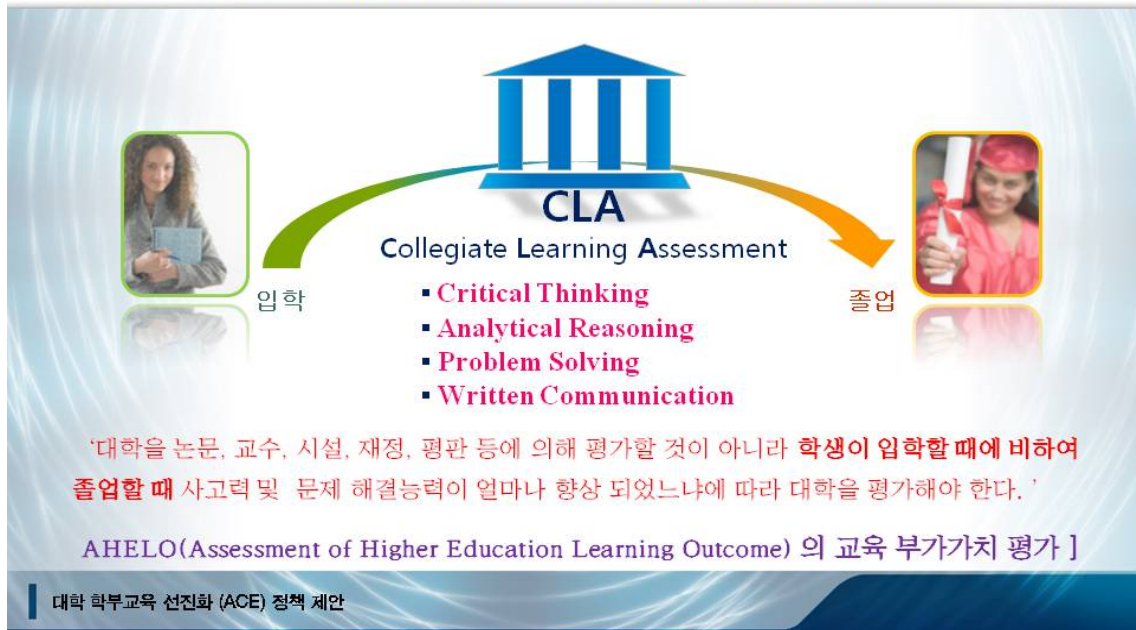 CLA
Collegiate Learning Assessment
입학
졸업
▪ Critical Thinking
▪ Analytical Reasoning
▪ Problem Solving
▪ Written Communication
‘대학을 논문, 교수, 시설, 재정, 평판 등에 의해 평가할 것이 아니라 학생이 입학할 때에 비하여
졸업할 때 사고력 및 문제 해결능력이 얼마나 향상 되었느냐에 따라 대학을 평가해야 한다. ’
AHELO(Assessment of Higher Education Learning Outcome) 의 교육 부가가치 평가 ]
대학 학부교육 선진화 (ACE) 정책 제안